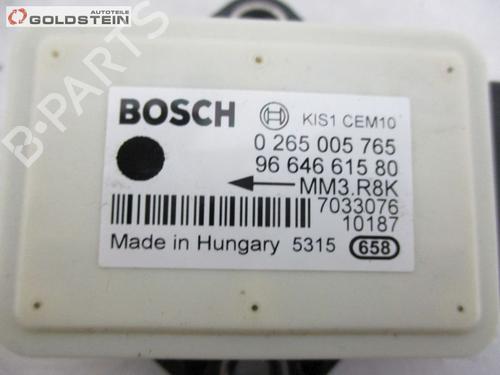 AUTOTEILE
GOLDSTEIN
B-PARTS
BOSCH KIS1 CEM10
0 265 005 765
96 646 615 80
MM3.R8K
7033076
10187
Made in Hungary 5315 658